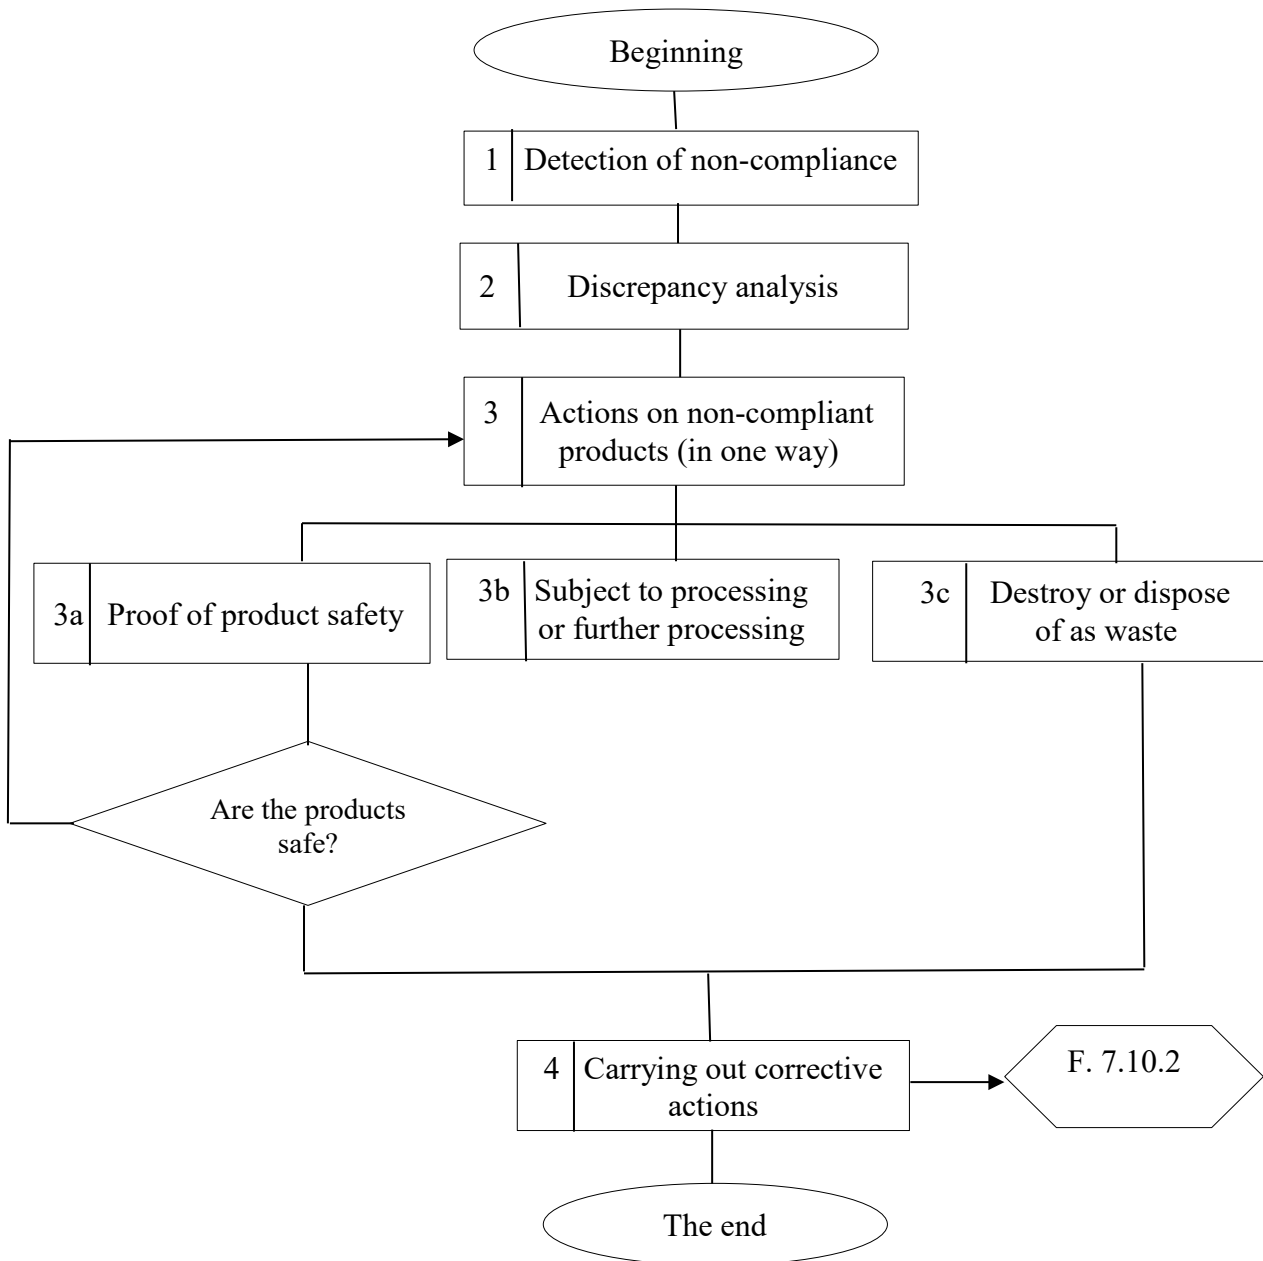 Beginning
1 Detection of non-compliance
2 Discrepancy analysis
3 Actions on non-compliant
products (in one way)
3a Proof of product safety
3b Subject to processing
or further processing
3c Destroy or dispose
of as waste
Are the products
safe?
4 Carrying out corrective
actions
F. 7.10.2
The end